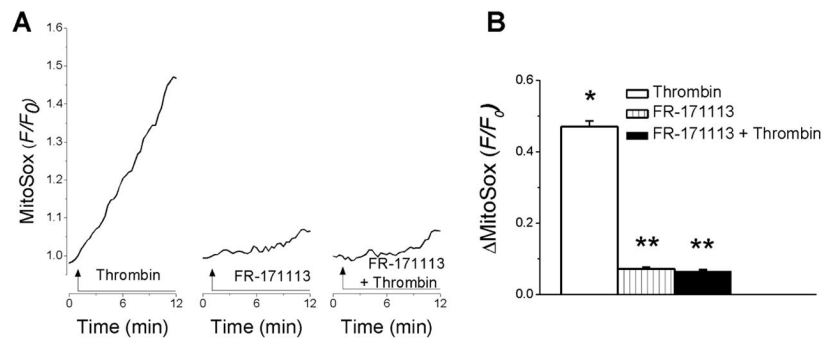 A
MitoSox (F/F0)
1.6
1.5
1.4
1.3
1.2
1.1
1.0
Thrombin
FR-171113
FR-171113
+ Thrombin
0 6 12
0 6 12
0 6 12
Time (min)
Time (min)
Time (min)
B
ΔMitoSox (F/F0)
0.6
0.4
0.2
0.0
Thrombin
FR-171113
FR-171113 + Thrombin
*
**
**